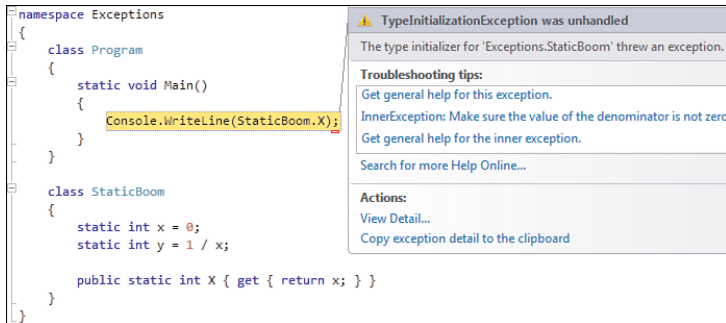 namespace Exceptions
{
class Program
{
static void Main()
{
Console.WriteLine(StaticBoom.X);
}
}
class StaticBoom
{
static int x = 0;
static int y = 1 / x;
public static int X { get { return x; } }
}
}
TypeInitializationException was unhandled
The type initializer for 'Exceptions.StaticBoom' threw an exception.
Troubleshooting tips:
Get general help for this exception.
InnerException: Make sure the value of the denominator is not zero
Get general help for the inner exception.
Search for more Help Online...
Actions:
View Detail...
Copy exception detail to the clipboard